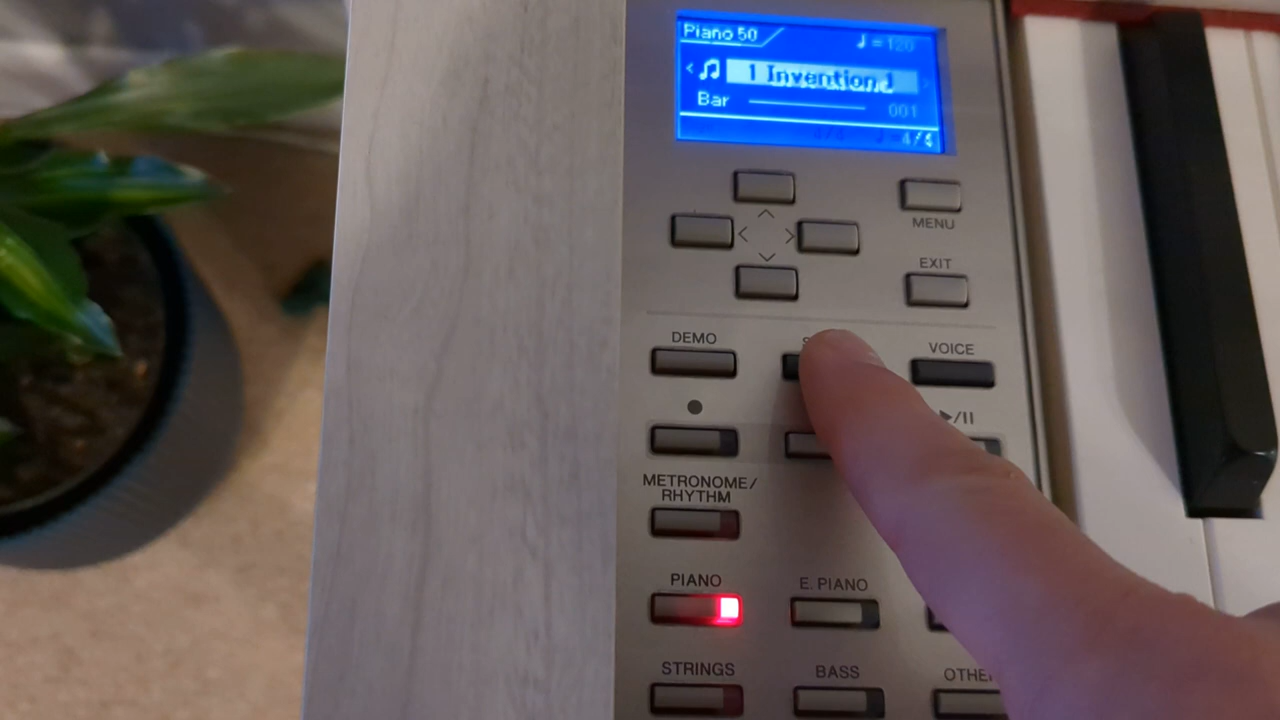 Piano 50
♩ = 120
1 Invention 1
Bar 001
4/4
MENU
EXIT
DEMO
VOICE
▶/II
METRONOME/
RHYTHM
PIANO
E. PIANO
STRINGS
BASS